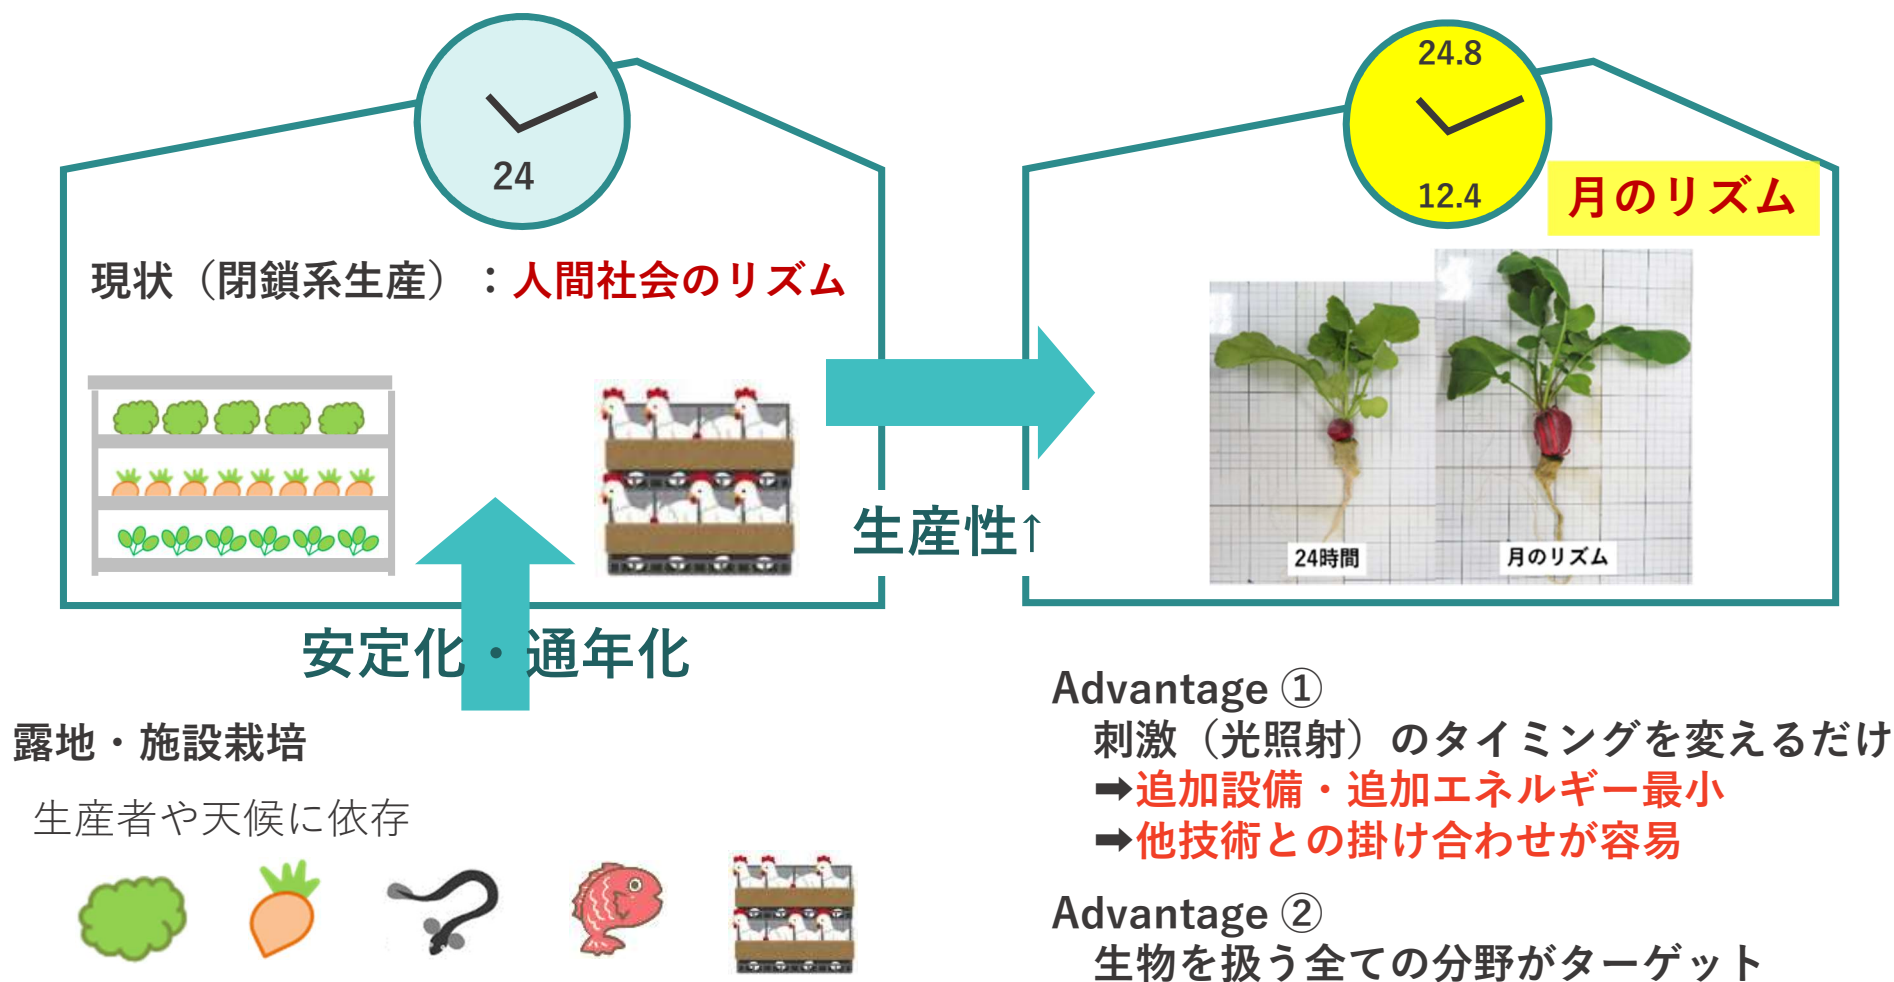 24
現状（閉鎖系生産）：人間社会のリズム
安定化・通年化
露地・施設栽培
生産者や天候に依存
生産性↑
24.8
12.4
月のリズム
24時間
月のリズム
Advantage ①
刺激（光照射）のタイミングを変えるだけ
➡追加設備・追加エネルギー最小
➡他技術との掛け合わせが容易
Advantage ②
生物を扱う全ての分野がターゲット